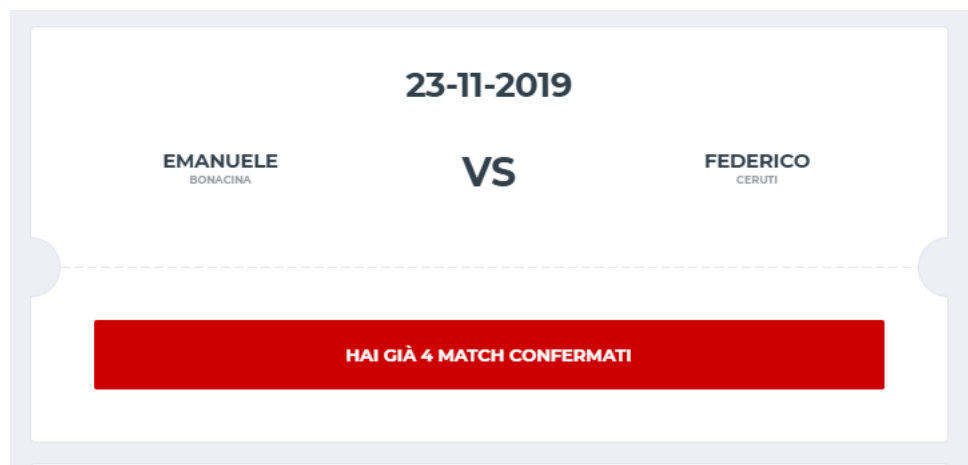 23-11-2019
EMANUELE
BONACINA
VS
FEDERICO
CERUTI
HAI GIÀ 4 MATCH CONFERMATI